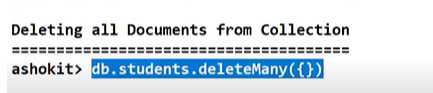 Deleting all Documents from Collection
======================================
ashokit> db.students.deleteMany({})